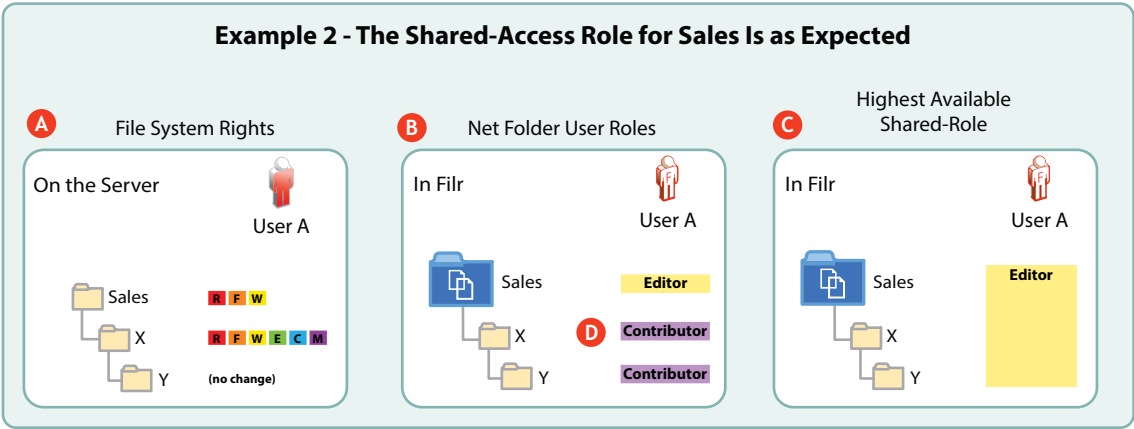 Example 2 - The Shared-Access Role for Sales Is as Expected
A
File System Rights
On the Server
User A
Sales
R F W
X
R F W E C M
Y
(no change)
B
Net Folder User Roles
In Filr
F
User A
Sales
Editor
D
X
Contributor
Y
Contributor
C
Highest Available
Shared-Role
In Filr
F
User A
Sales
Editor
X
Y